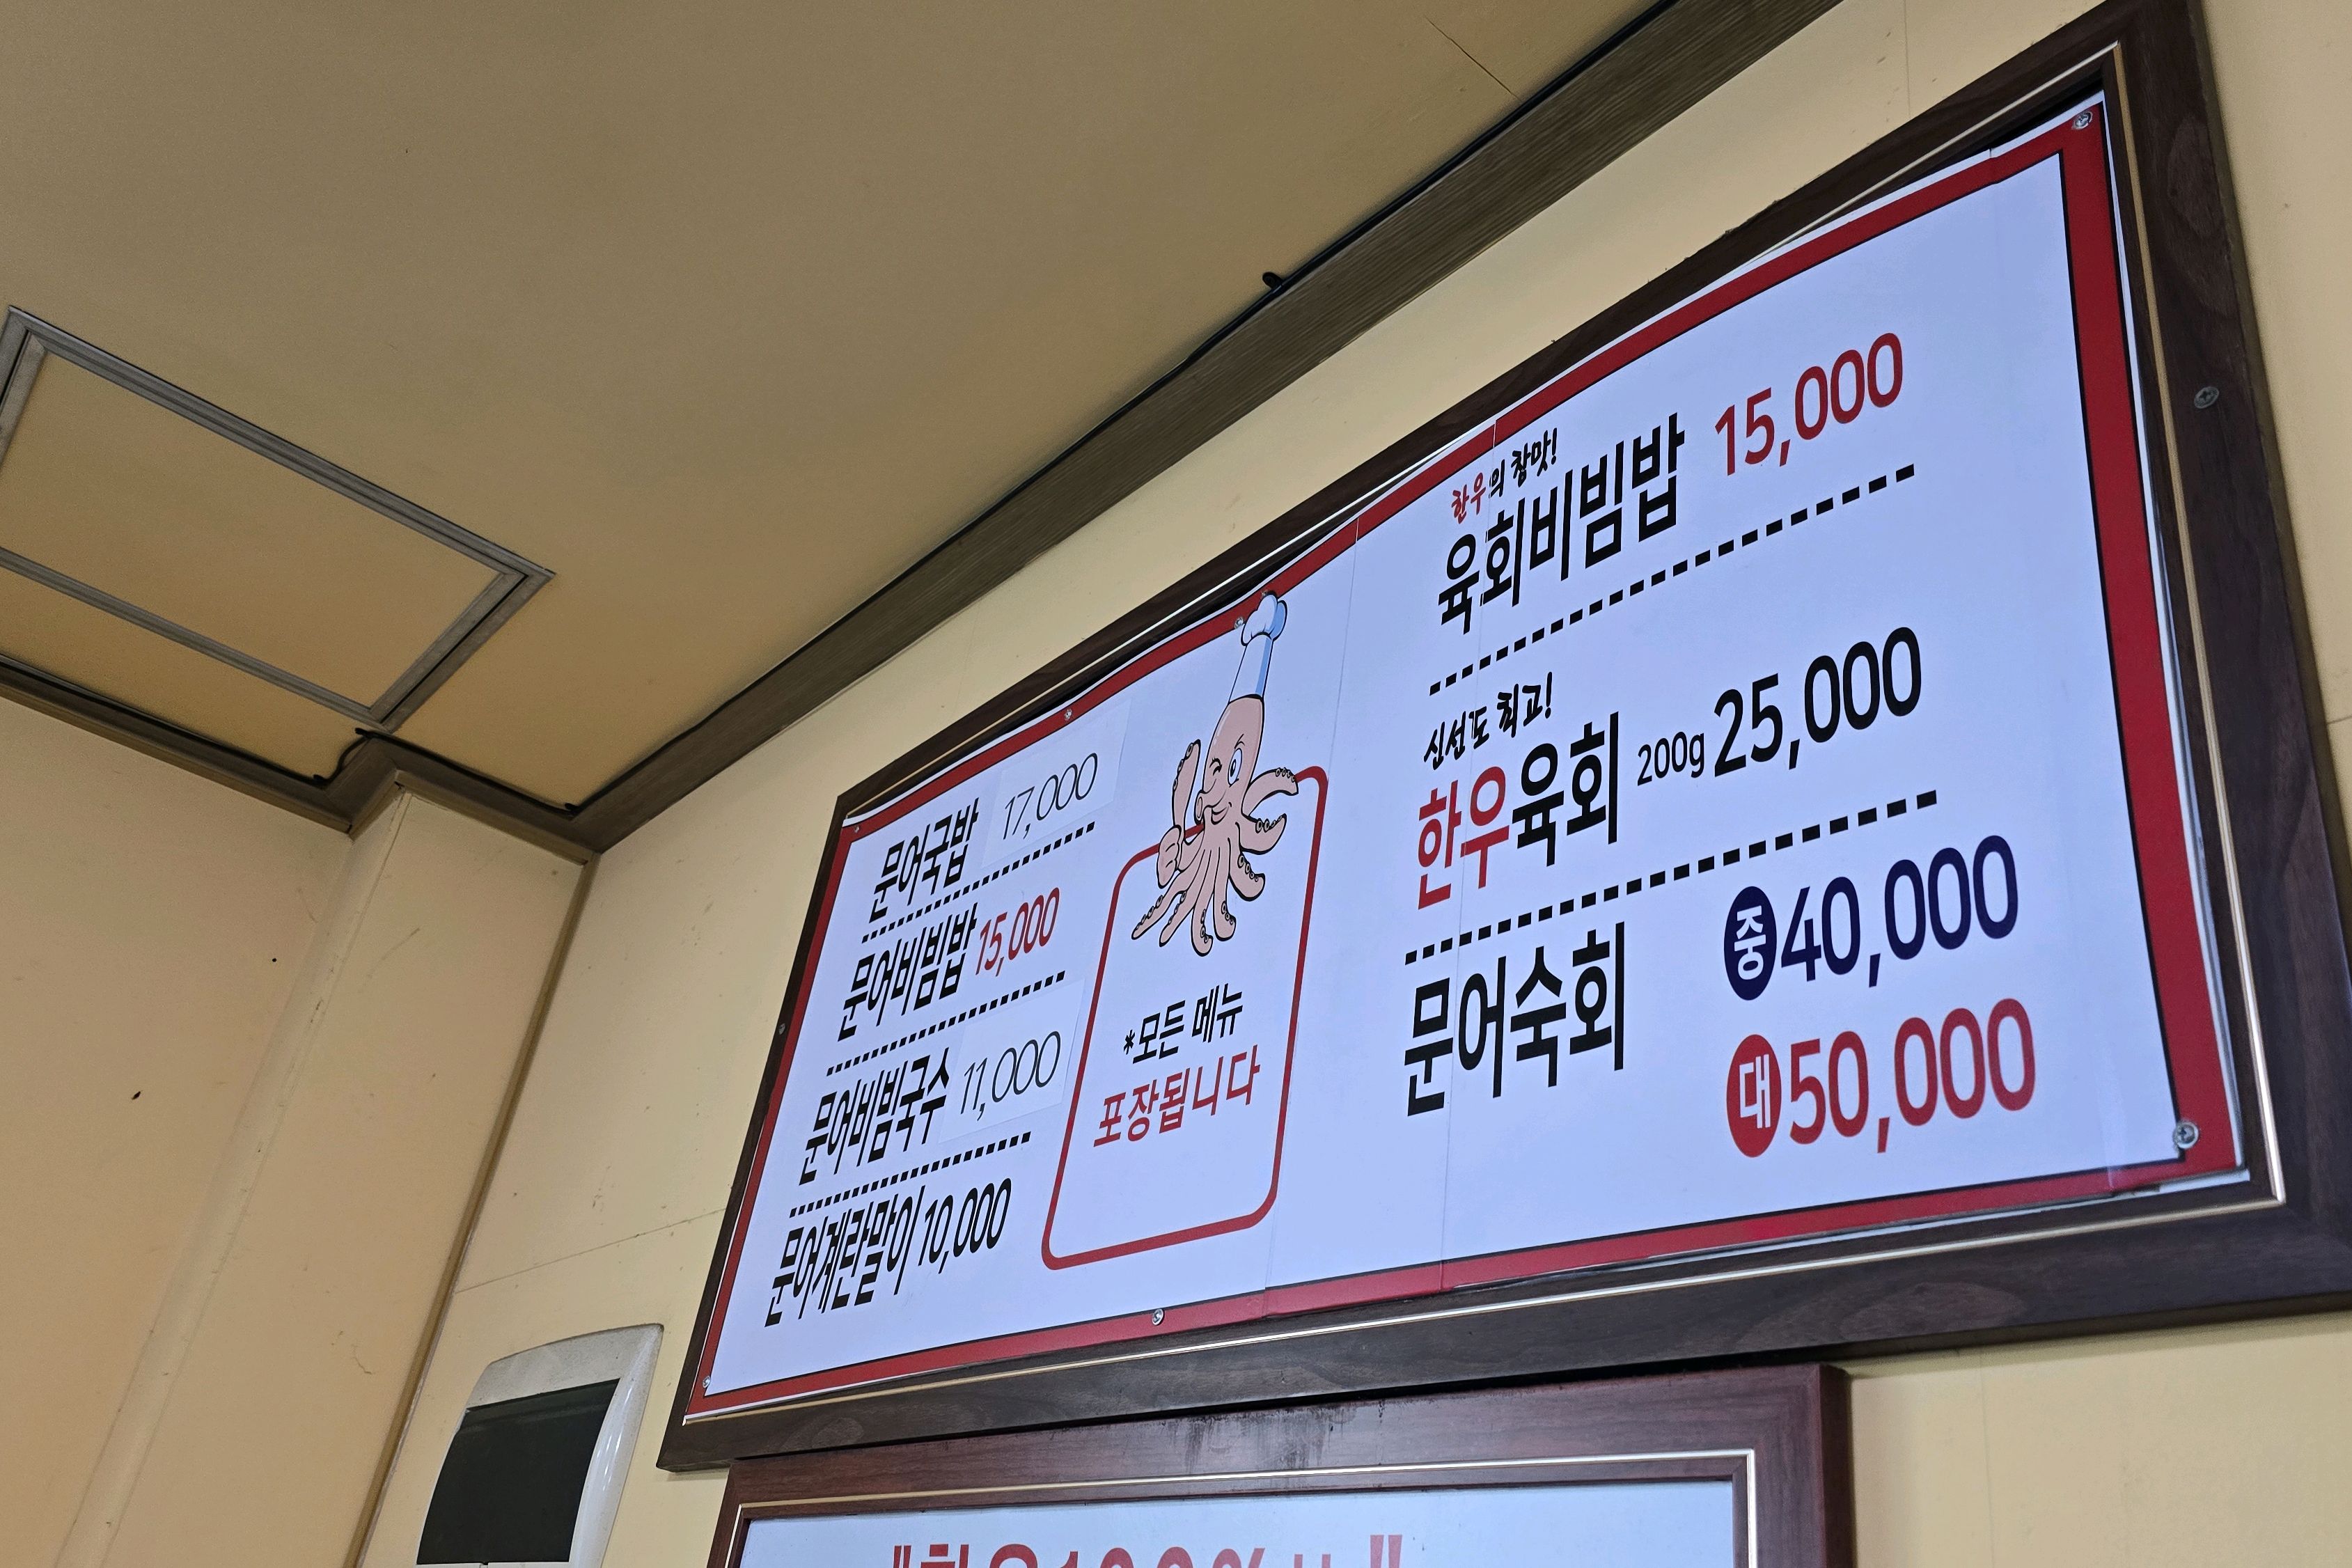 문어국밥 17,000
문어비빔밥 15,000
문어비빔국수 11,000
문어계란말이 10,000
*모든 메뉴
포장됩니다
한우의 참맛!
육회비빔밥 15,000
신선도 최고!
한우육회 200g 25,000
문어숙회 중 40,000
대 50,000